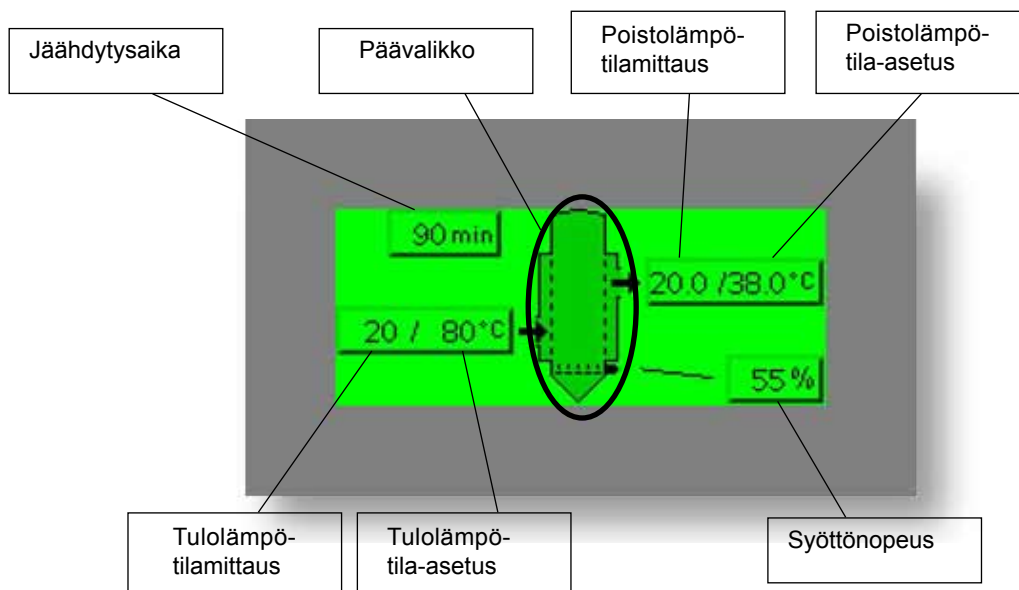 Jäähdytysaika
Päävalikko
Poistolämpö-
tilamittaus
Poistolämpö-
tila-asetus
90 min
20.0 /38.0°C
20 / 80°C
55%
Tulolämpö-
tilamittaus
Tulolämpö-
tila-asetus
Syöttönopeus